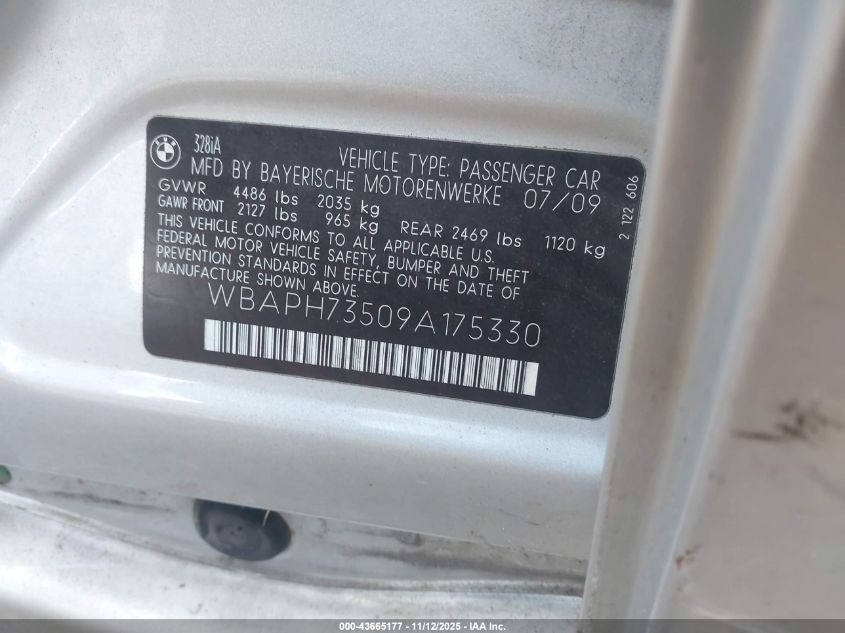 BMW
328iA
VEHICLE TYPE: PASSENGER CAR
MFD BY BAYERISCHE MOTORENWERKE 07/09
GVWR 4486 lbs 2035 kg
GAWR FRONT 2127 lbs 965 kg REAR 2469 lbs 1120 kg
THIS VEHICLE CONFORMS TO ALL APPLICABLE U.S.
FEDERAL MOTOR VEHICLE SAFETY, BUMPER AND THEFT
PREVENTION STANDARDS IN EFFECT ON THE DATE OF
MANUFACTURE SHOWN ABOVE.
WBAPH73509A175330
2 122 606
000-43665177 - 11/12/2025 - IAA Inc.